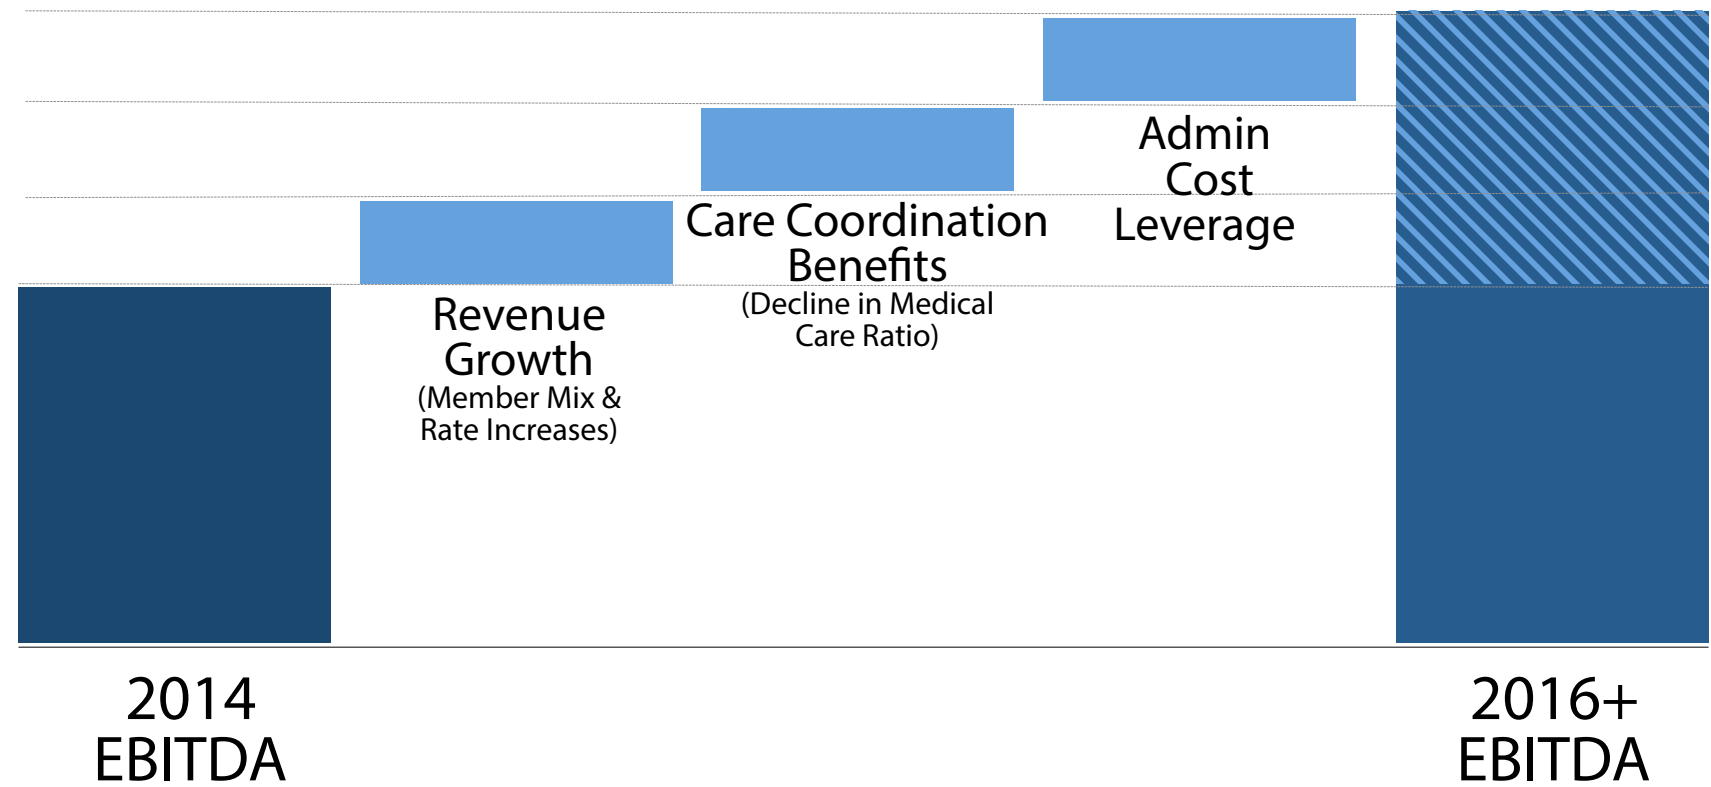 Admin
Cost
Leverage
Care Coordination
Benefits
(Decline in Medical
Care Ratio)
Revenue
Growth
(Member Mix &
Rate Increases)
2014
EBITDA
2016+
EBITDA